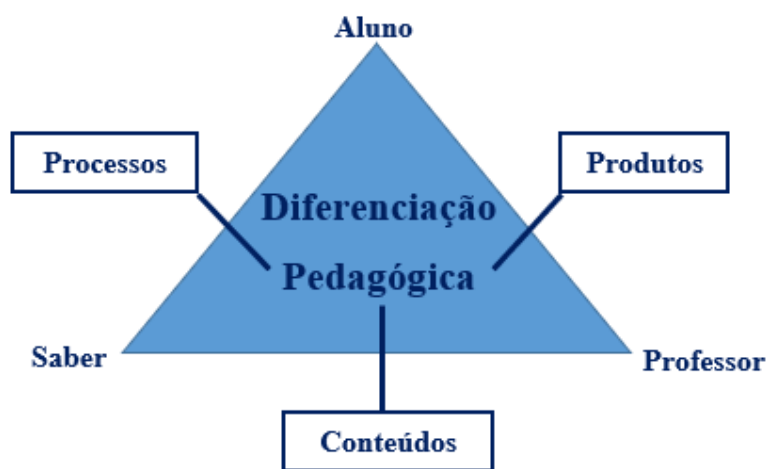 Aluno
Processos
Produtos
Diferenciação
Pedagógica
Saber
Professor
Conteúdos